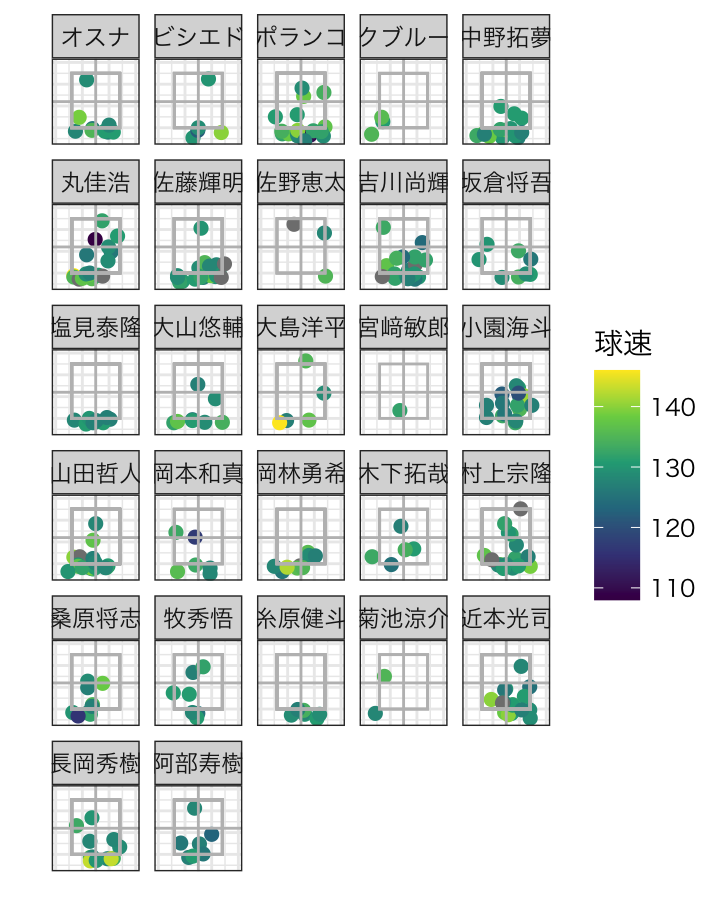 オスナ
ビシエド
ポランコ
クブルー
中野拓夢
丸佳浩
佐藤輝明
佐野恵太
吉川尚輝
坂倉将吾
塩見泰隆
大山悠輔
大島洋平
宮﨑敏郎
小園海斗
山田哲人
岡本和真
岡林勇希
木下拓哉
村上宗隆
桑原将志
牧秀悟
糸原健斗
菊池涼介
近本光司
長岡秀樹
阿部寿樹
球速
140
130
120
110